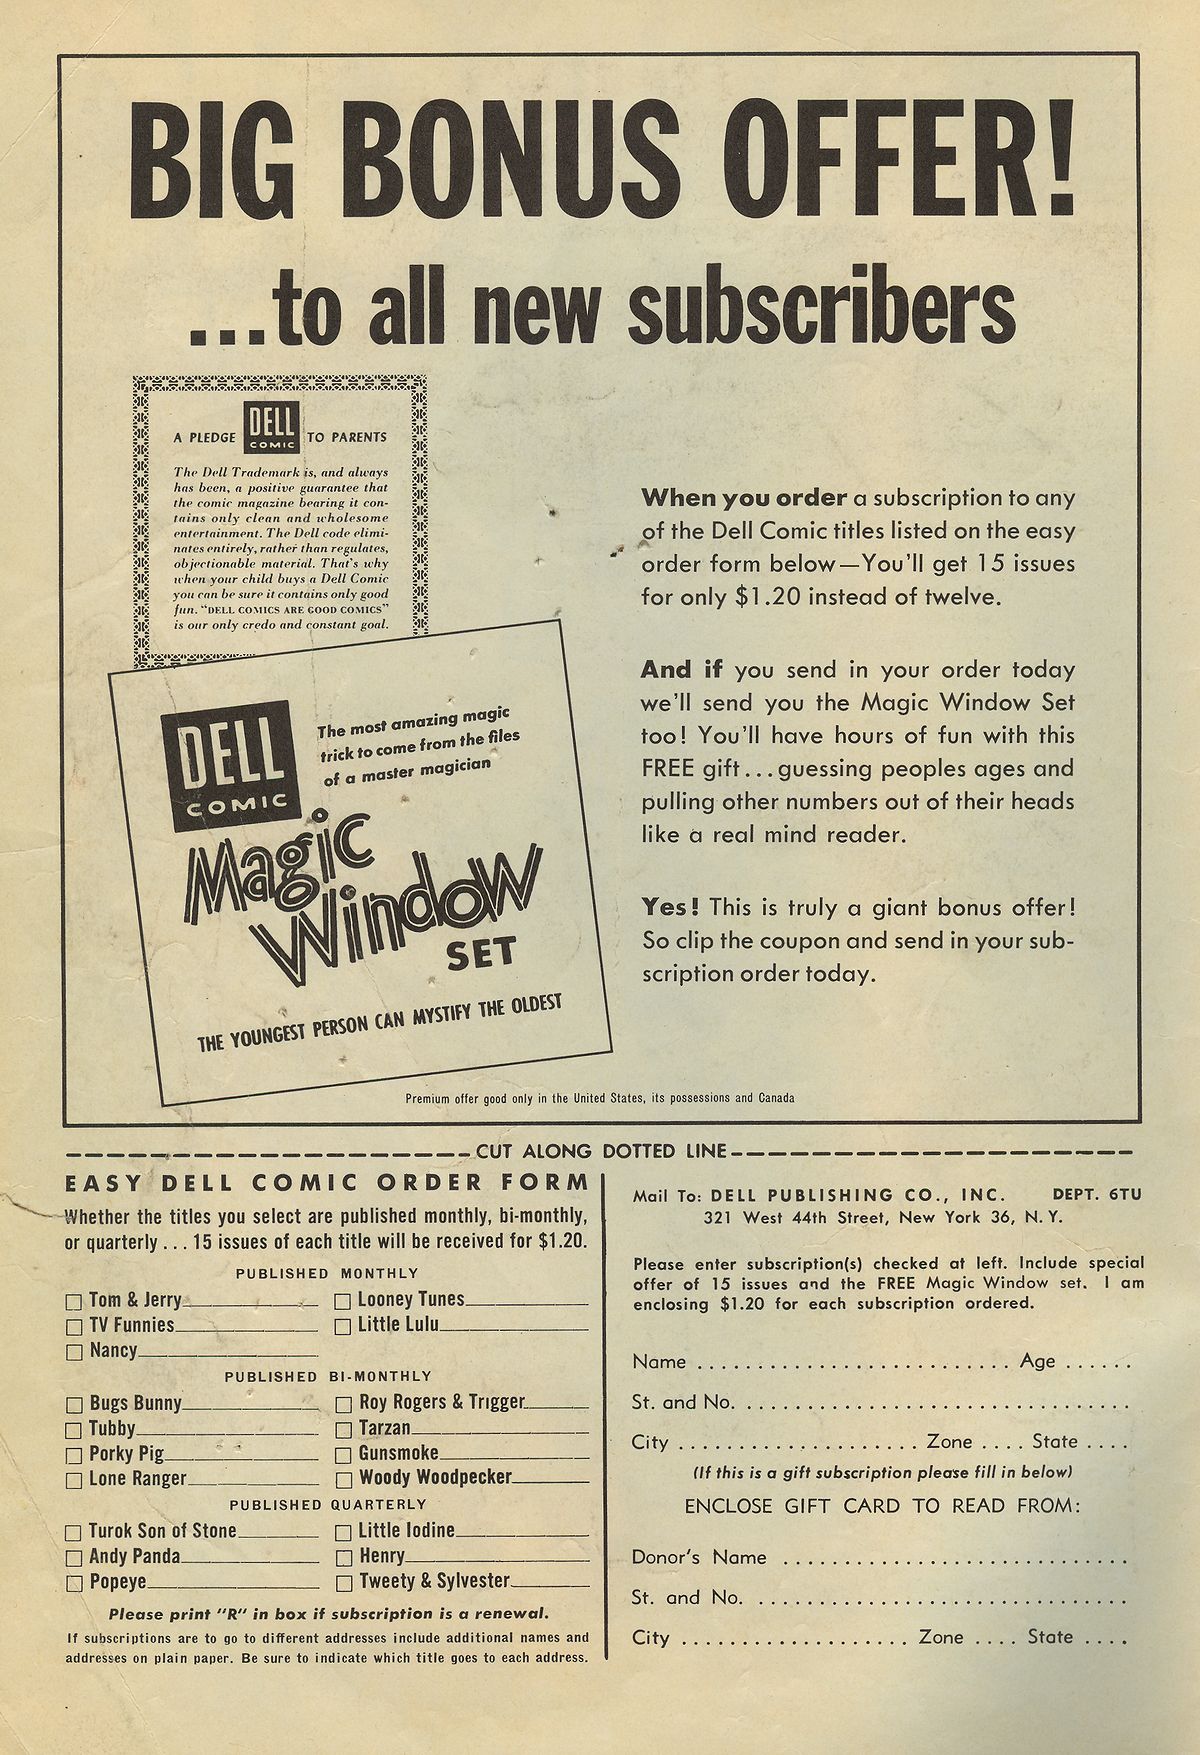 BIG BONUS OFFER!
...to all new subscribers
A PLEDGE DELL COMIC TO PARENTS
The Dell Trademark is, and always
has been, a positive guarantee that
the comic magazine bearing it con-
tains only clean and wholesome
entertainment. The Dell code elimi-
nates entirely, rather than regulates,
objectionable material. That's why
when your child buys a Dell Comic
you can be sure it contains only good
fun. "DELL COMICS ARE GOOD COMICS"
is our only credo and constant goal.
DELL
COMIC
The most amazing magic
trick to come from the files
of a master magician
Magic
Window
SET
THE YOUNGEST PERSON CAN MYSTIFY THE OLDEST
When you order a subscription to any
of the Dell Comic titles listed on the easy
order form below—You'll get 15 issues
for only $1.20 instead of twelve.
And if you send in your order today
we'll send you the Magic Window Set
too! You'll have hours of fun with this
FREE gift...guessing peoples ages and
pulling other numbers out of their heads
like a real mind reader.
Yes! This is truly a giant bonus offer!
So clip the coupon and send in your sub-
scription order today.
Premium offer good only in the United States, its possessions and Canada
CUT ALONG DOTTED LINE
EASY DELL COMIC ORDER FORM
Whether the titles you select are published monthly, bi-monthly,
or quarterly ... 15 issues of each title will be received for $1.20.
PUBLISHED MONTHLY
Tom & Jerry Looney Tunes
TV Funnies Little Lulu
Nancy
PUBLISHED BI-MONTHLY
Bugs Bunny Roy Rogers & Trigger
Tubby Tarzan
Porky Pig Gunsmoke
Lone Ranger Woody Woodpecker
PUBLISHED QUARTERLY
Turok Son of Stone Little Iodine
Andy Panda Henry
Popeye Tweety & Sylvester
Please print "R" in box if subscription is a renewal.
If subscriptions are to go to different addresses include additional names and
addresses on plain paper. Be sure to indicate which title goes to each address.
Mail To: DELL PUBLISHING CO., INC. DEPT. 6TU
321 West 44th Street, New York 36, N.Y.
Please enter subscription(s) checked at left. Include special
offer of 15 issues and the FREE Magic Window set. I am
enclosing $1.20 for each subscription ordered.
Name .......................... Age ......
St. and No. ................................
City .................... Zone .... State ....
(If this is a gift subscription please fill in below)
ENCLOSE GIFT CARD TO READ FROM:
Donor's Name .............................
St. and No. ...............................
City ................... Zone .... State ....